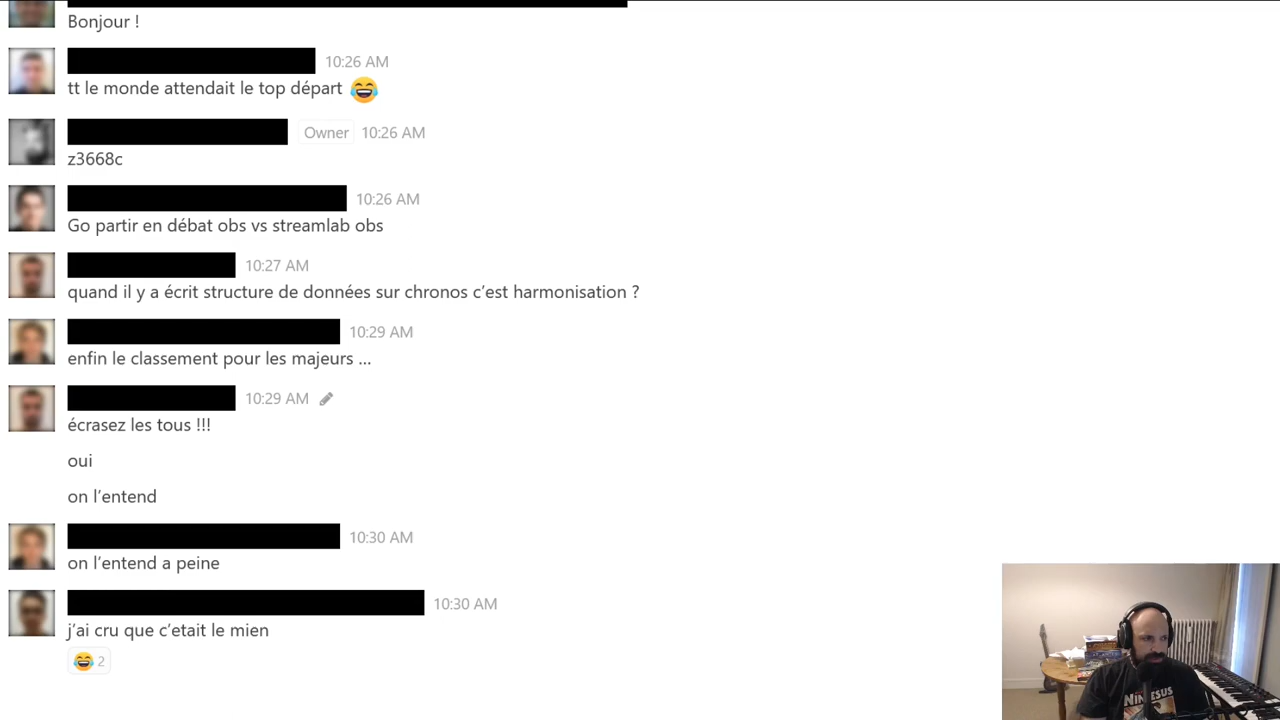 Bonjour !
10:26 AM
tt le monde attendait le top départ 😂
Owner 10:26 AM
z3668c
10:26 AM
Go partir en débat obs vs streamlab obs
10:27 AM
quand il y a écrit structure de données sur chronos c'est harmonisation ?
10:29 AM
enfin le classement pour les majeurs ...
10:29 AM
écrasez les tous !!!
oui
on l'entend
10:30 AM
on l'entend a peine
10:30 AM
j'ai cru que c'etait le mien
😂 2